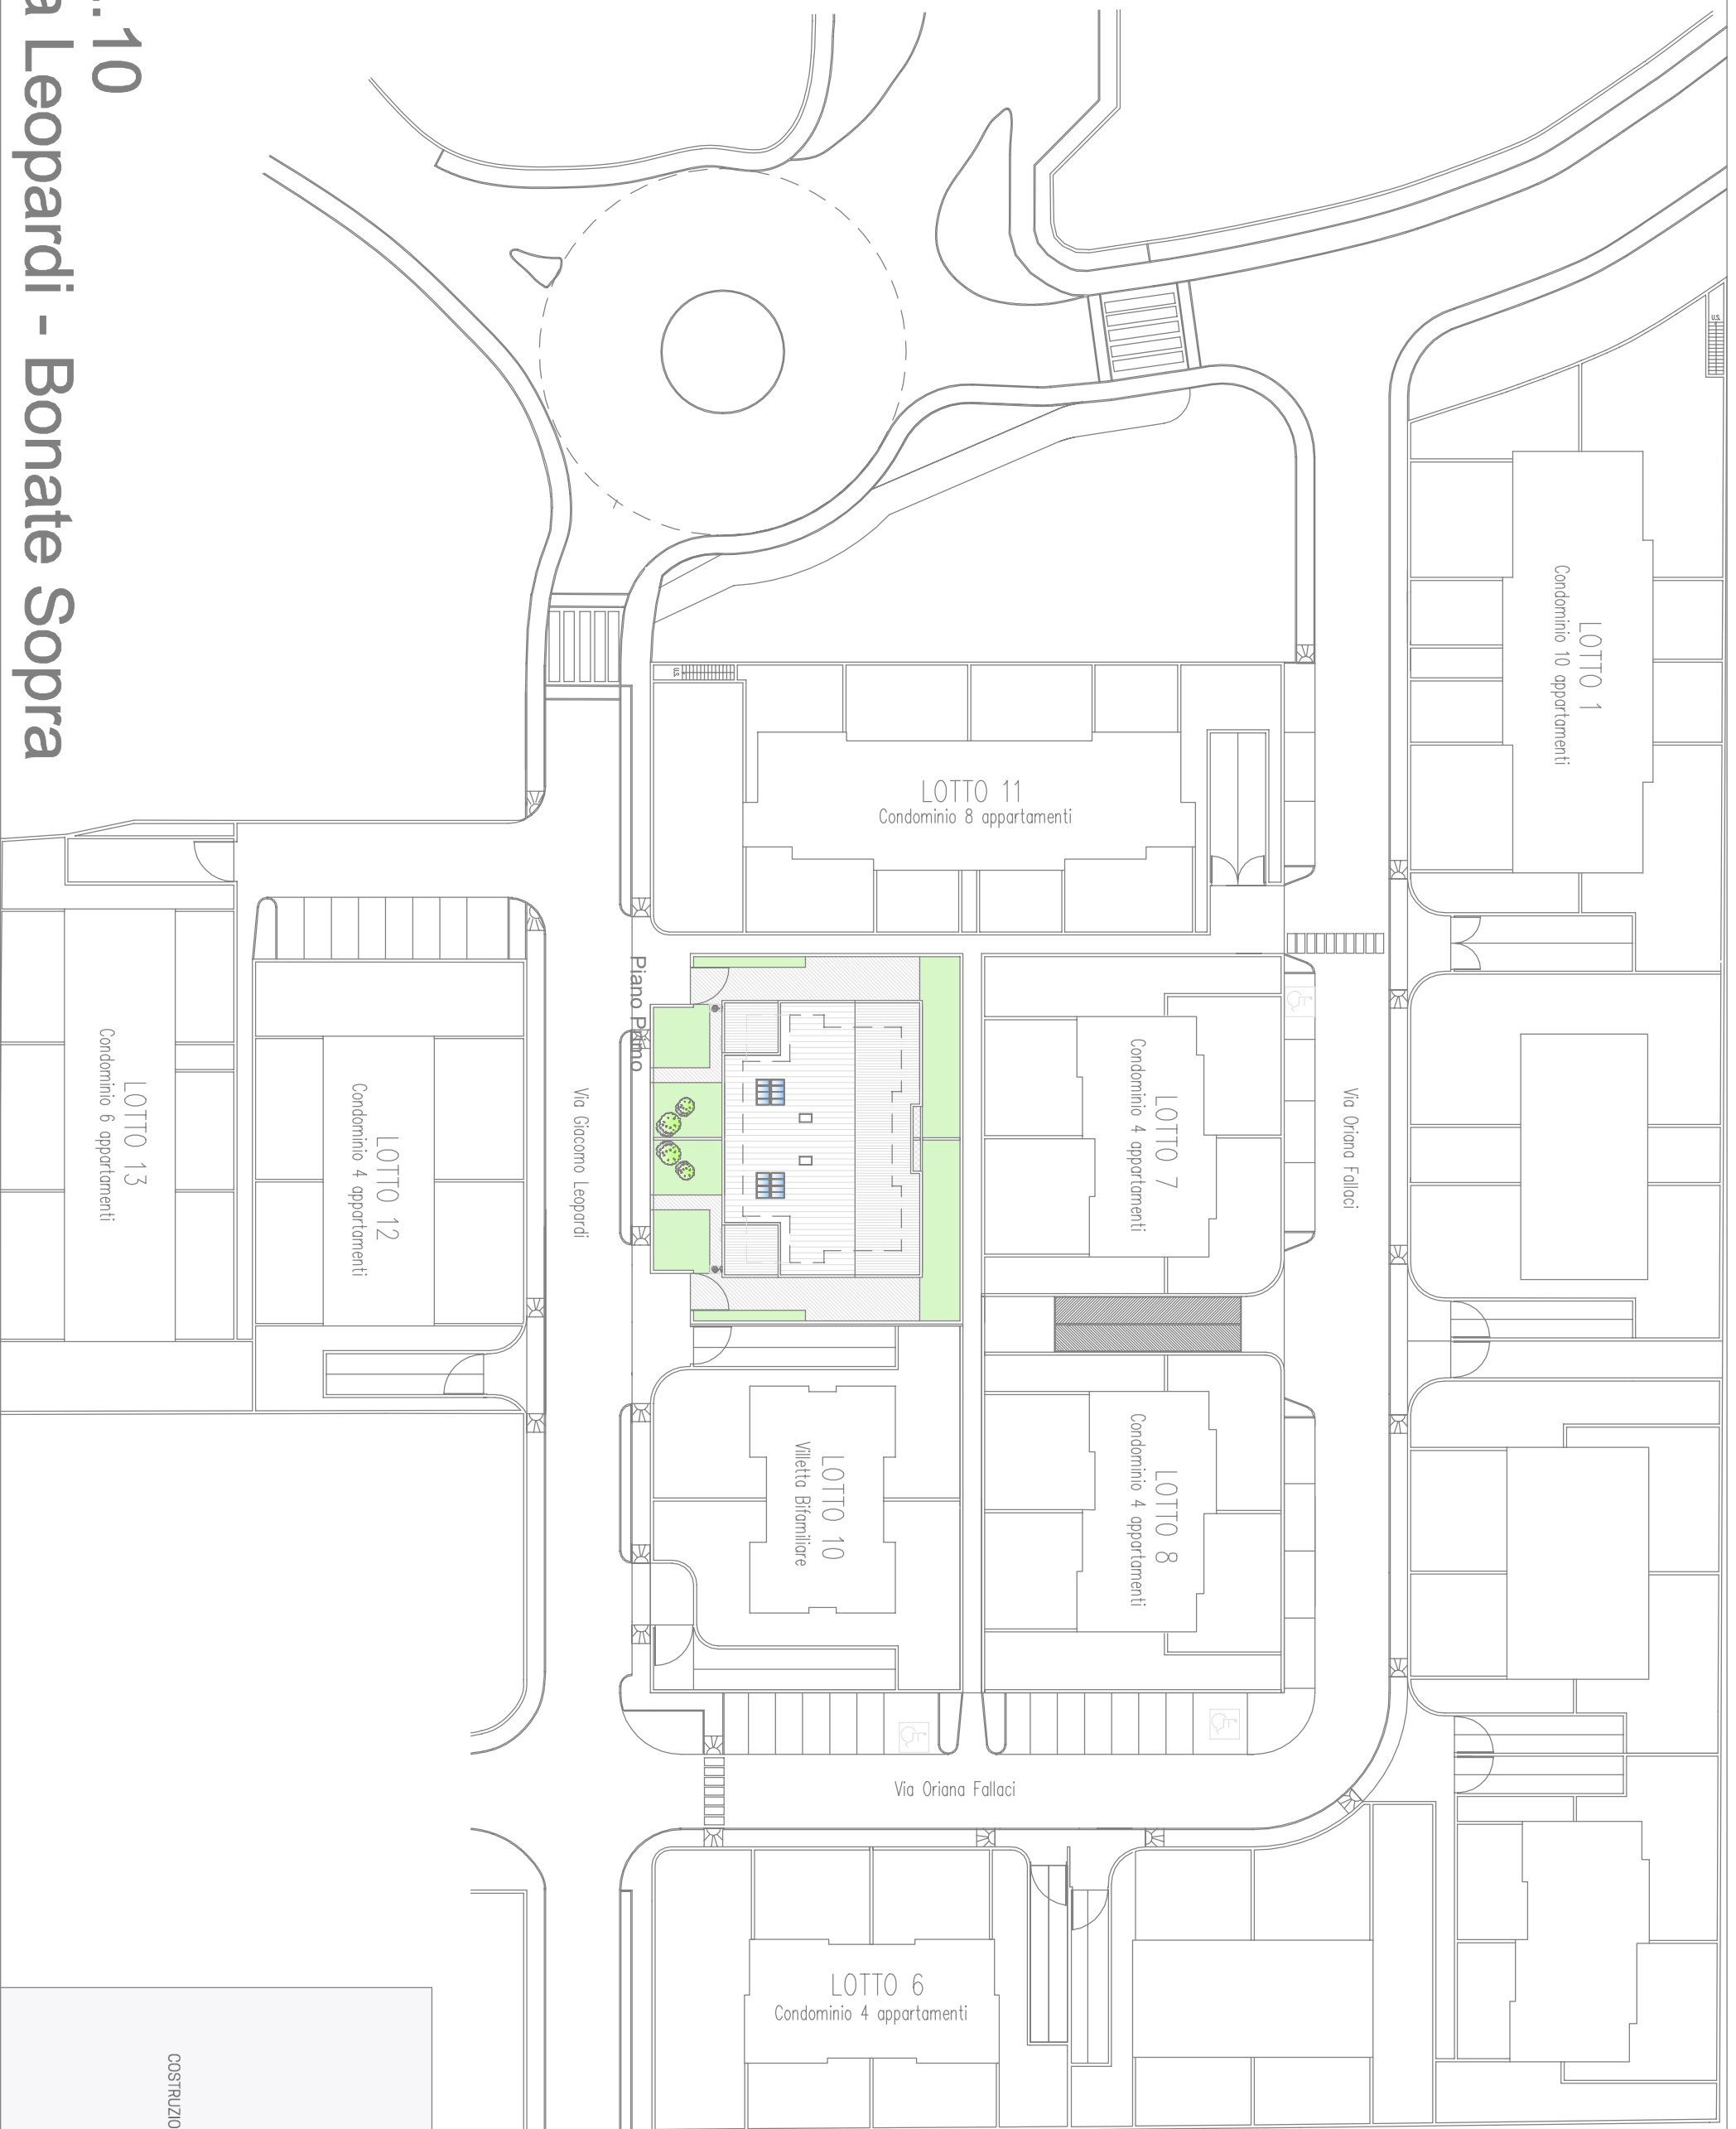 .10
a Leopardi - Bonate Sopra
LOTTO 1
Condominio 10 appartamenti
LOTTO 11
Condominio 8 appartamenti
Piano Primo
Via Giacomo Leopardi
Via Oriana Fallaci
LOTTO 7
Condominio 4 appartamenti
LOTTO 13
Condominio 6 appartamenti
LOTTO 12
Condominio 4 appartamenti
LOTTO 10
Villetta Bifamiliare
LOTTO 8
Condominio 4 appartamenti
Via Oriana Fallaci
LOTTO 6
Condominio 4 appartamenti
COSTRUZIO